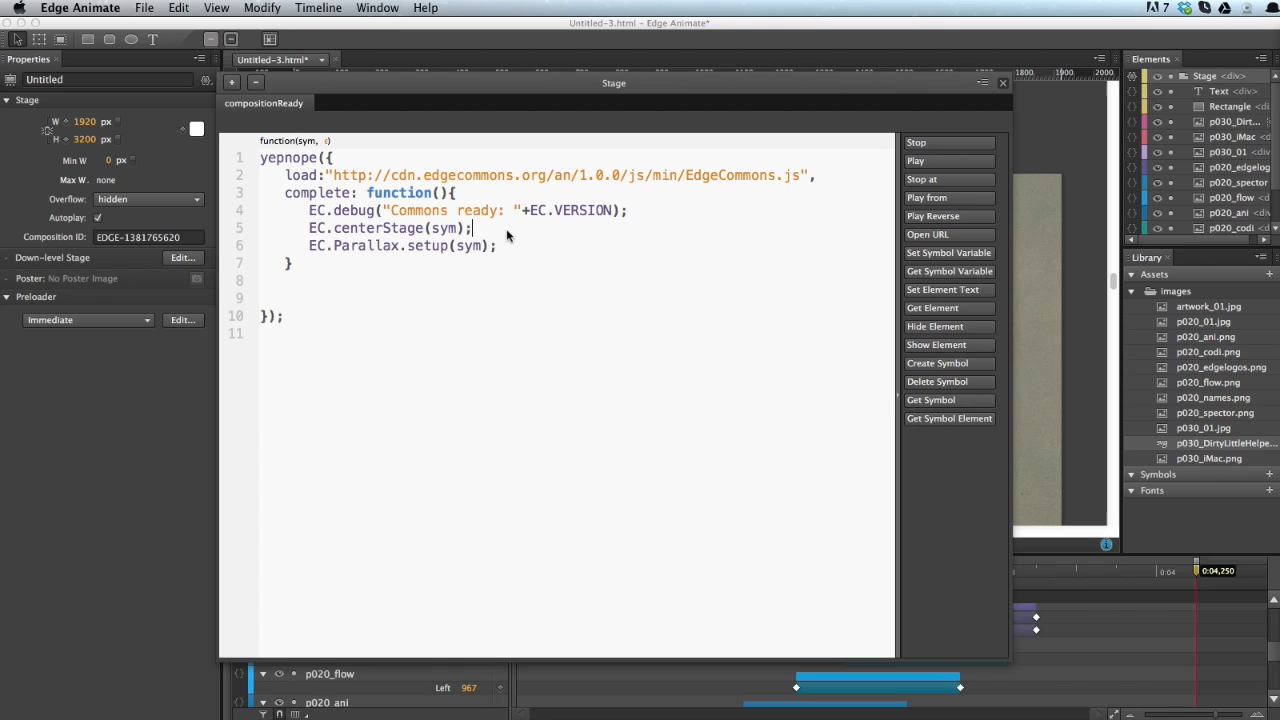 Edge Animate File Edit View Modify Timeline Window Help 7
Untitled-3.html* – Edge Animate*
T
Properties ×
Untitled-3.html* ×
Elements ×
Untitled
Stage
W 1920 px
H 3200 px
Min W 0 px
Max W. none
Overflow: hidden
Autoplay:
Composition ID: EDGE-1381765620
Down-level Stage Edit...
Poster: No Poster Image
Preloader
Immediate Edit...
1800 1900 2000
Stage
compositionReady
function(sym, e)
1 yepnope({
2 load:"http://cdn.edgecommons.org/an/1.0.0/js/min/EdgeCommons.js",
3 complete: function(){
4 EC.debug("Commons ready: "+EC.VERSION);
5 EC.centerStage(sym);
6 EC.Parallax.setup(sym);
7 }
8
9
10 });
11
Stop
Play
Stop at
Play from
Play Reverse
Open URL
Set Symbol Variable
Get Symbol Variable
Set Element Text
Get Element
Hide Element
Show Element
Create Symbol
Delete Symbol
Get Symbol
Get Symbol Element
Stage <div>
Text <div>
Rectangle <div>
p030_Dirt...
p030_iMac <div>
p030_01 <div>
p020_edgelogos
p020_spector
p020_flow <div>
p020_ani <div>
p020_codi <div>
Library ×
Assets
images
artwork_01.jpg
p020_01.jpg
p020_ani.png
p020_codi.png
p020_edgelogos.png
p020_flow.png
p020_names.png
p020_spector.png
p030_01.jpg
p030_DirtyLittleHelpe...
p030_iMac.png
Symbols
Fonts
0:04 0:04,250
p020_flow
Left 967
p020_ani